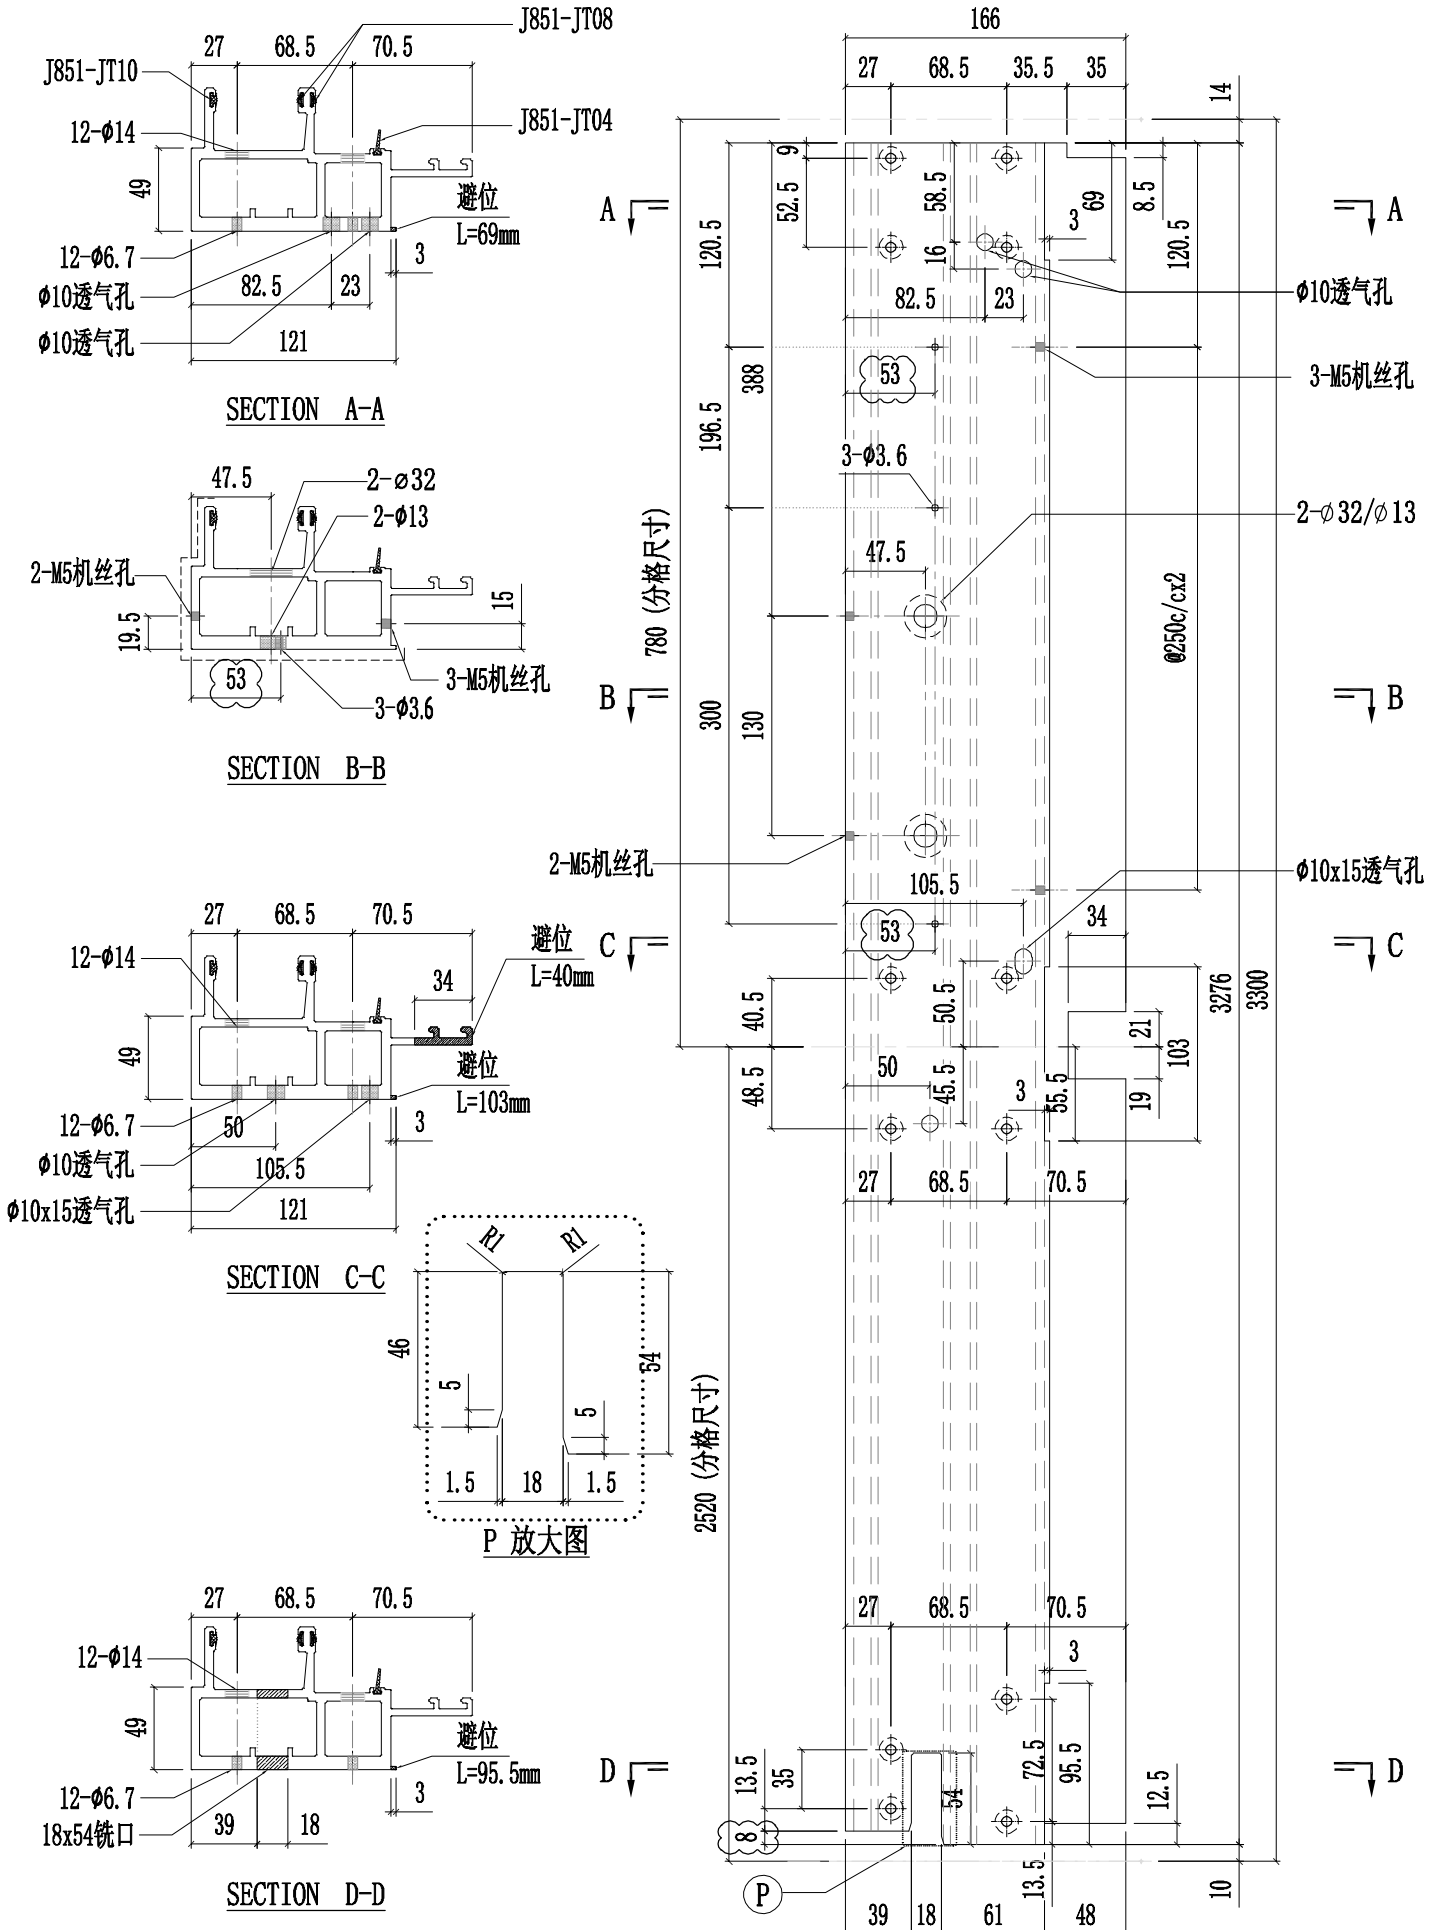 J851-JT08
27 68.5 70.5
J851-JT10
12-ϕ14
J851-JT04
49
避位
L=69mm
12-ϕ6.7
3
ϕ10透气孔
82.5 23
ϕ10透气孔
121
SECTION A-A
47.5
2-⌀32
2-ϕ13
2-M5机丝孔
15
19.5
53
3-M5机丝孔
3-ϕ3.6
SECTION B-B
27 68.5 70.5
避位
L=40mm
12-ϕ14
34
49
避位
L=103mm
12-ϕ6.7
50
3
ϕ10透气孔
105.5
ϕ10x15透气孔
121
SECTION C-C
R1 R1
46
54
5
5
1.5 18 1.5
P 放大图
27 68.5 70.5
12-ϕ14
49
避位
L=95.5mm
12-ϕ6.7
3
18x54铣口
39 18
SECTION D-D
166
27 68.5 35.5 35
14
9
52.5
58.5
69
8.5
A A
120.5
16
3
120.5
82.5 23
ϕ10透气孔
388
53
3-M5机丝孔
196.5
3-ϕ3.6
2-⌀32/⌀13
780 (分格尺寸)
47.5
@250c/cx2
B B
300
130
2-M5机丝孔
105.5
ϕ10x15透气孔
53
34
C C
40.5
50.5
3276
3300
21
103
50
48.5
45.5
3
55.5
19
27 68.5 70.5
2520 (分格尺寸)
27 68.5 70.5
3
D D
13.5
35
54
72.5
95.5
12.5
8
P
13.5
10
39 18 61 48